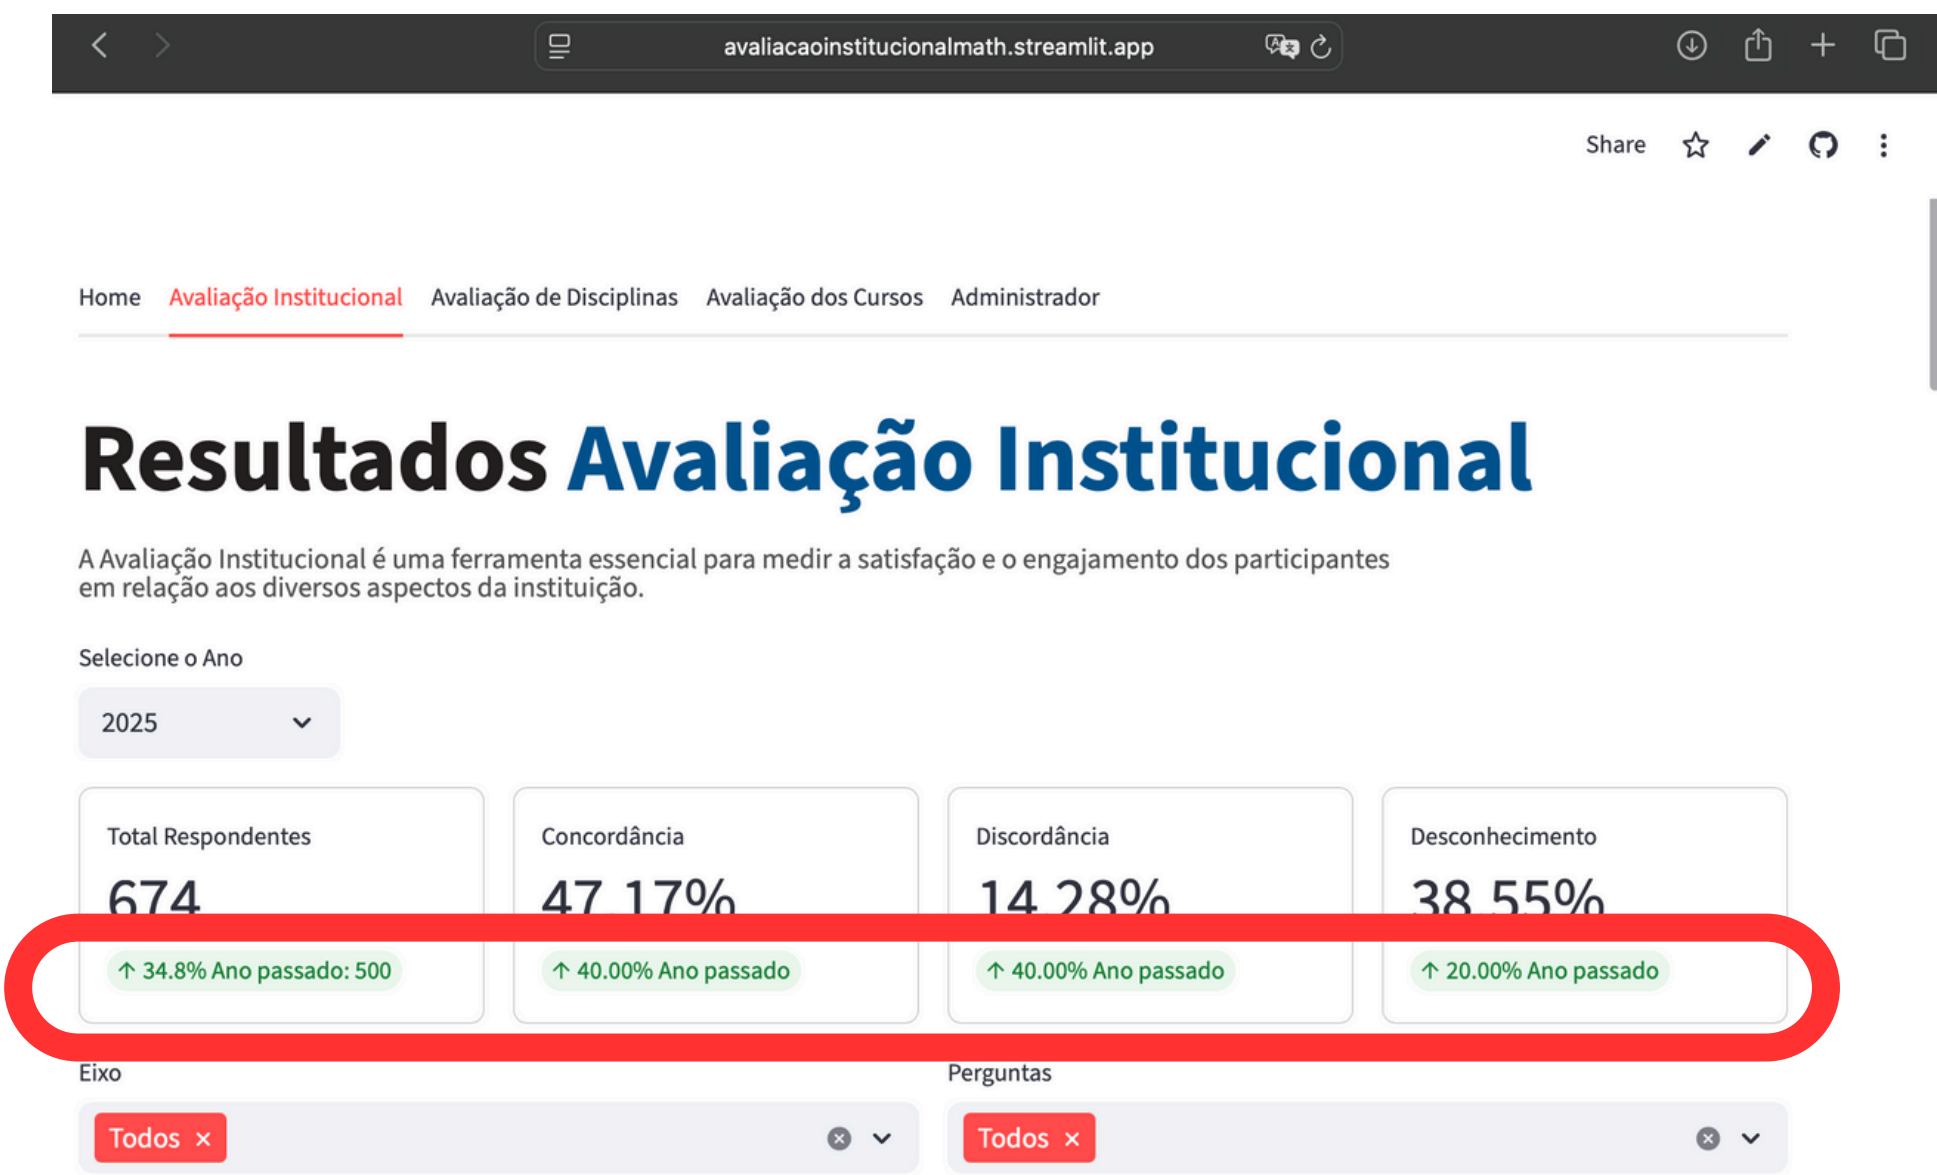 avaliacaoinstitucionalmath.streamlit.app
Share
Home Avaliação Institucional Avaliação de Disciplinas Avaliação dos Cursos Administrador
Resultados Avaliação Institucional
A Avaliação Institucional é uma ferramenta essencial para medir a satisfação e o engajamento dos participantes
em relação aos diversos aspectos da instituição.
Selecione o Ano
2025
Total Respondentes
674
↑ 34.8% Ano passado: 500
Concordância
47.17%
↑ 40.00% Ano passado
Discordância
14.28%
↑ 40.00% Ano passado
Desconhecimento
38.55%
↑ 20.00% Ano passado
Eixo
Todos ×
Perguntas
Todos ×